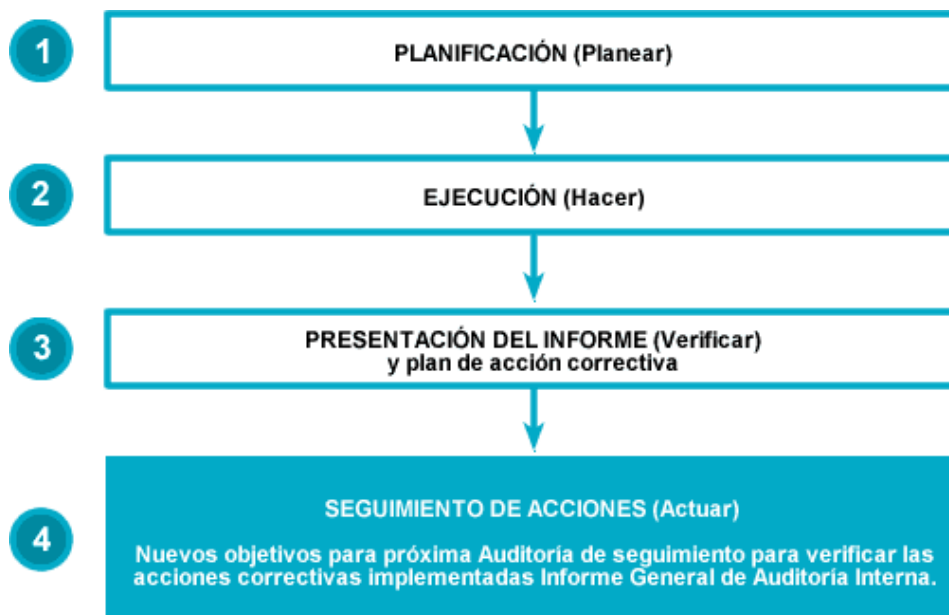 1
PLANIFICACIÓN (Planear)
2
EJECUCIÓN (Hacer)
3
PRESENTACIÓN DEL INFORME (Verificar)
y plan de acción correctiva
4
SEGUIMIENTO DE ACCIONES (Actuar)
Nuevos objetivos para próxima Auditoría de seguimiento para verificar las
acciones correctivas implementadas Informe General de Auditoría Interna.